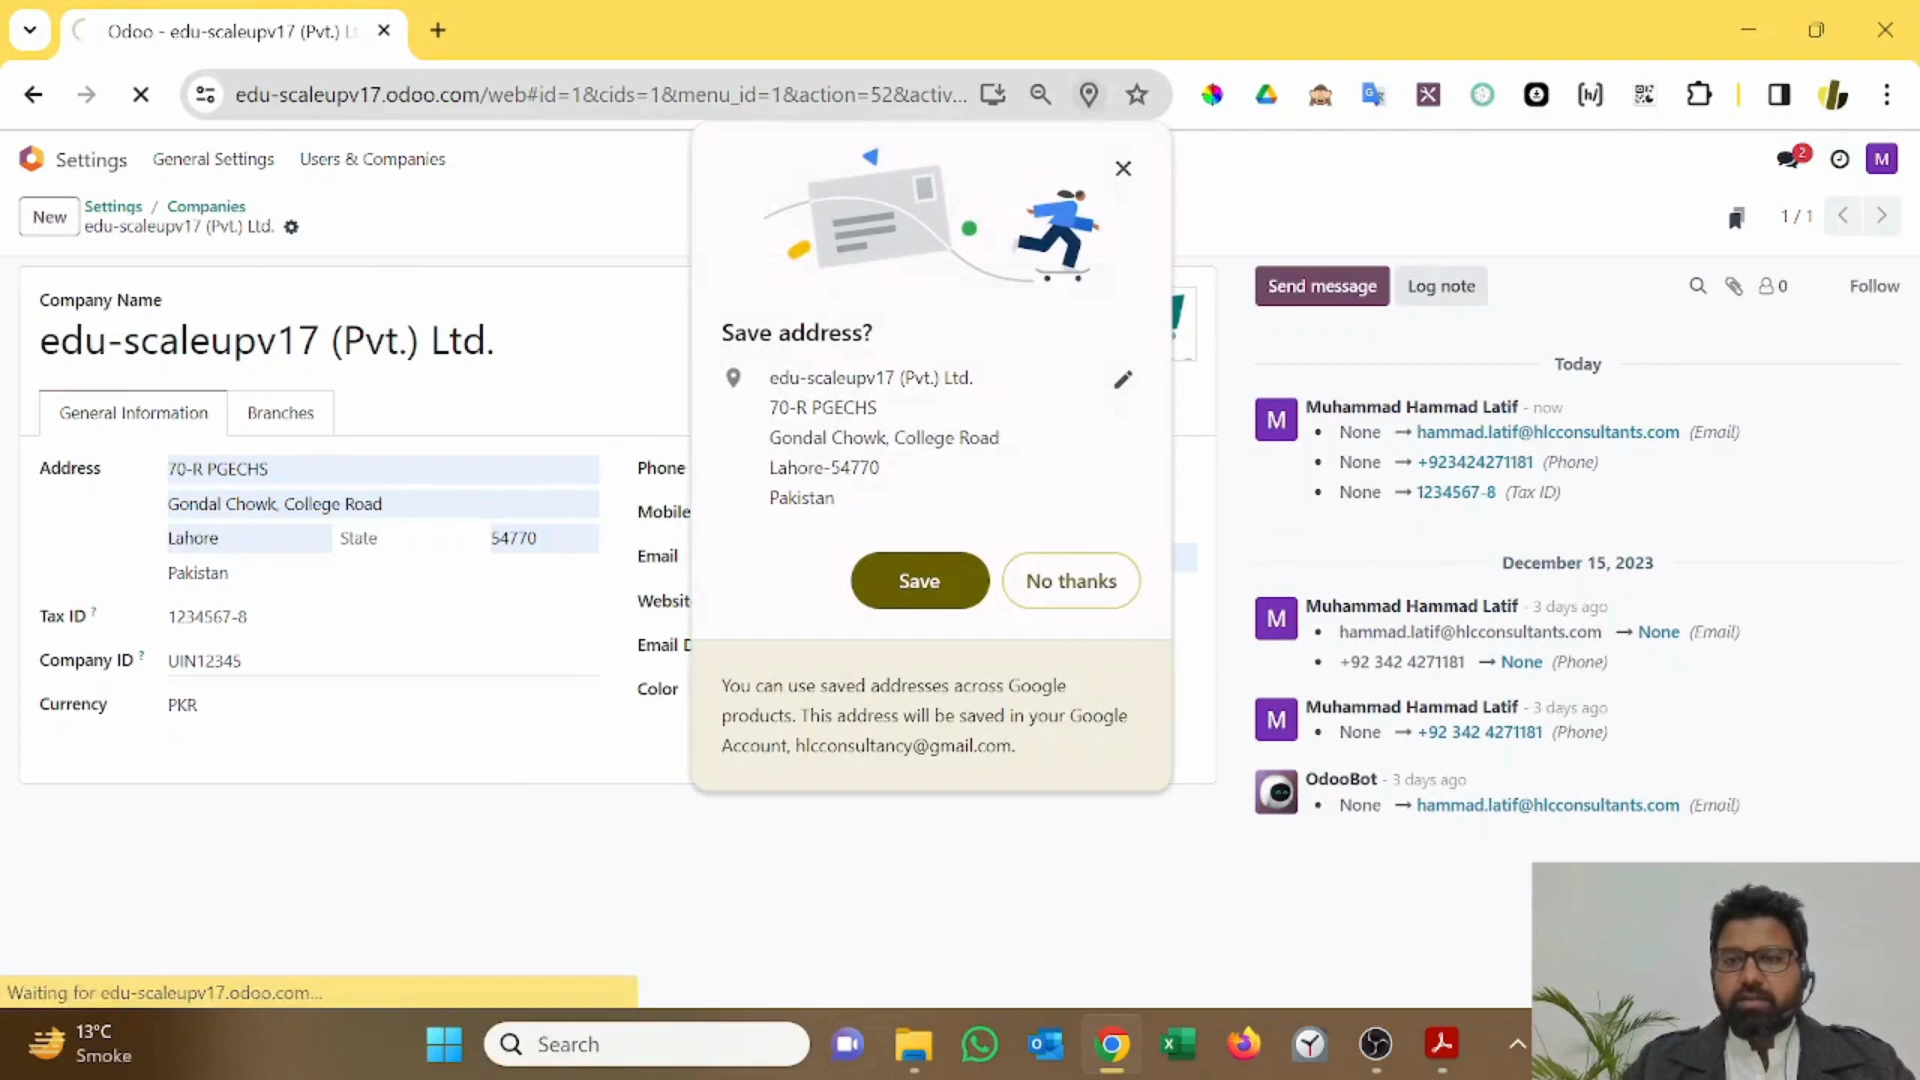 Odoo - edu-scaleupv17 (Pvt.) Lt
edu-scaleupv17.odoo.com/web#id=1&cids=1&menu_id=1&action=52&activ...
Settings General Settings Users & Companies
2
M
New
Settings / Companies
edu-scaleupv17 (Pvt.) Ltd.
1 / 1
Company Name
edu-scaleupv17 (Pvt.) Ltd.
General Information
Branches
Address
70-R PGECHS
Gondal Chowk, College Road
Lahore State 54770
Pakistan
Tax ID ? 1234567-8
Company ID ? UIN12345
Currency PKR
Phone
Mobile
Email
Websit
Email D
Color
Save address?
edu-scaleupv17 (Pvt.) Ltd.
70-R PGECHS
Gondal Chowk, College Road
Lahore-54770
Pakistan
Save
No thanks
You can use saved addresses across Google
products. This address will be saved in your Google
Account, hlcconsultancy@gmail.com.
Send message
Log note
0
Follow
Today
M
Muhammad Hammad Latif - now
• None → hammad.latif@hlcconsultants.com (Email)
• None → +923424271181 (Phone)
• None → 1234567-8 (Tax ID)
December 15, 2023
M
Muhammad Hammad Latif - 3 days ago
• hammad.latif@hlcconsultants.com → None (Email)
• +92 342 4271181 → None (Phone)
M
Muhammad Hammad Latif - 3 days ago
• None → +92 342 4271181 (Phone)
OdooBot - 3 days ago
• None → hammad.latif@hlcconsultants.com (Email)
Waiting for edu-scaleupv17.odoo.com...
13°C
Smoke
Search